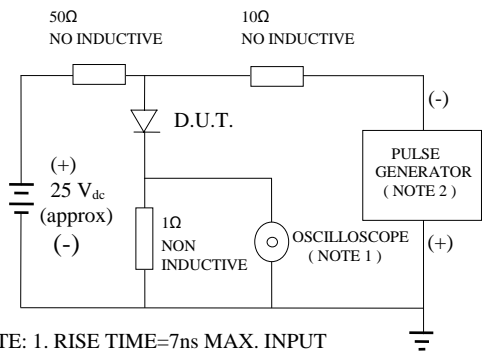 50Ω
NO INDUCTIVE
10Ω
NO INDUCTIVE
(-)
D.U.T.
PULSE
GENERATOR
( NOTE 2 )
(+)
25 Vdc
(approx)
(-)
1Ω
NON
INDUCTIVE
OSCILLOSCOPE
( NOTE 1 )
(+)
TE: 1. RISE TIME=7ns MAX. INPUT